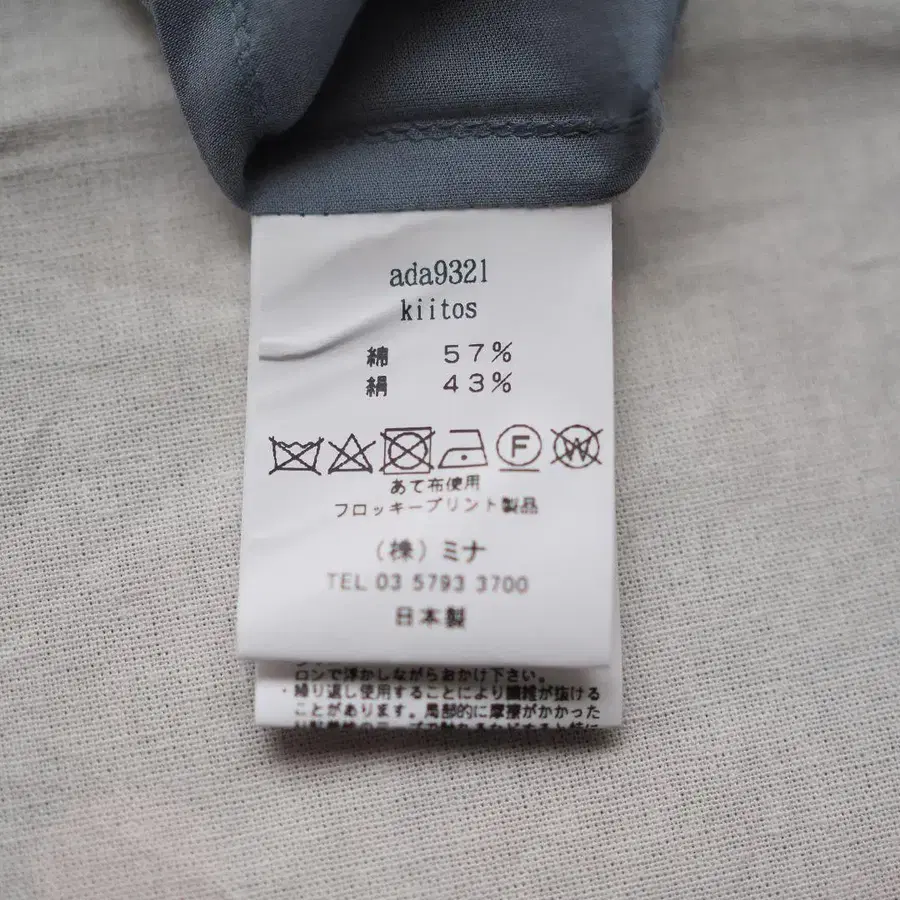 ada9321
kiitos
綿 57%
絹 43%
F W
あて布使用
フロッキープリント製品
(株)ミナ
TEL 03 5793 3700
日本製
ロンで浮かしながらおかけ下さい。
・繰り返し使用することにより繊維が抜ける
ことがあります。局部的に摩擦がかかった